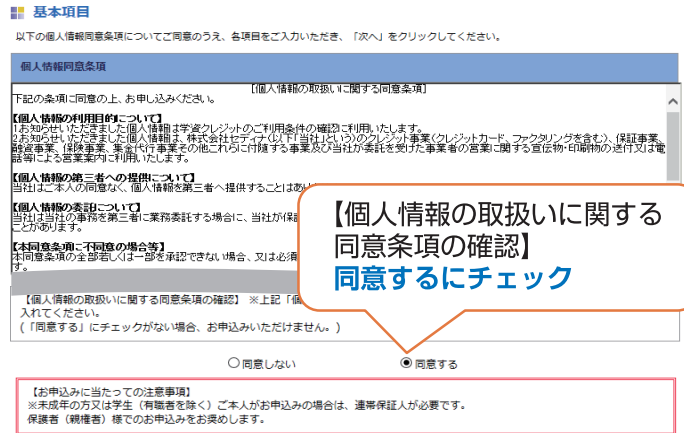 基本項目
以下の個人情報同意条項についてご同意のうえ、各項目をご入力いただき、「次へ」をクリックしてください。
個人情報同意条項
[個人情報の取扱いに関する同意条項]
下記の条項に同意の上、お申し込みください。
【個人情報の利用目的について】
1.お知らせいただきました個人情報は学資クレジットのご利用条件の確認に利用いたします。
2.お知らせいただきました個人情報は、株式会社セディナ(以下「当社」という)のクレジット事業(クレジットカード、ファクタリングを含む)、保証事業、
融資事業、保険事業、集金代行事業その他これらに付随する事業及び当社が委託を受けた事業者の営業に関する宣伝物・印刷物の送付又は電
話等による営業案内に利用いたします。
【個人情報の第三者への提供について】
当社はご本人の同意なく、個人情報を第三者へ提供することはあ
【個人情報の委託について】
当社は当社の事務を第三者に業務委託する場合に、当社が保
ことがあります。
【本同意条項に不同意の場合等】
本同意条項の全部若しくは一部を承認できない場合、又は必須
す。
【個人情報の取扱いに関する同意条項の確認】 ※上記「個
入れてください。
(「同意する」にチェックがない場合、お申込みいただけません。)
【個人情報の取扱いに関する
同意条項の確認】
同意するにチェック
同意しない 同意する
【お申込みに当たっての注意事項】
※未成年の方又は学生（有職者を除く）ご本人がお申込みの場合は、連帯保証人が必要です。
保護者（親権者）様でのお申込みをお奨めします。